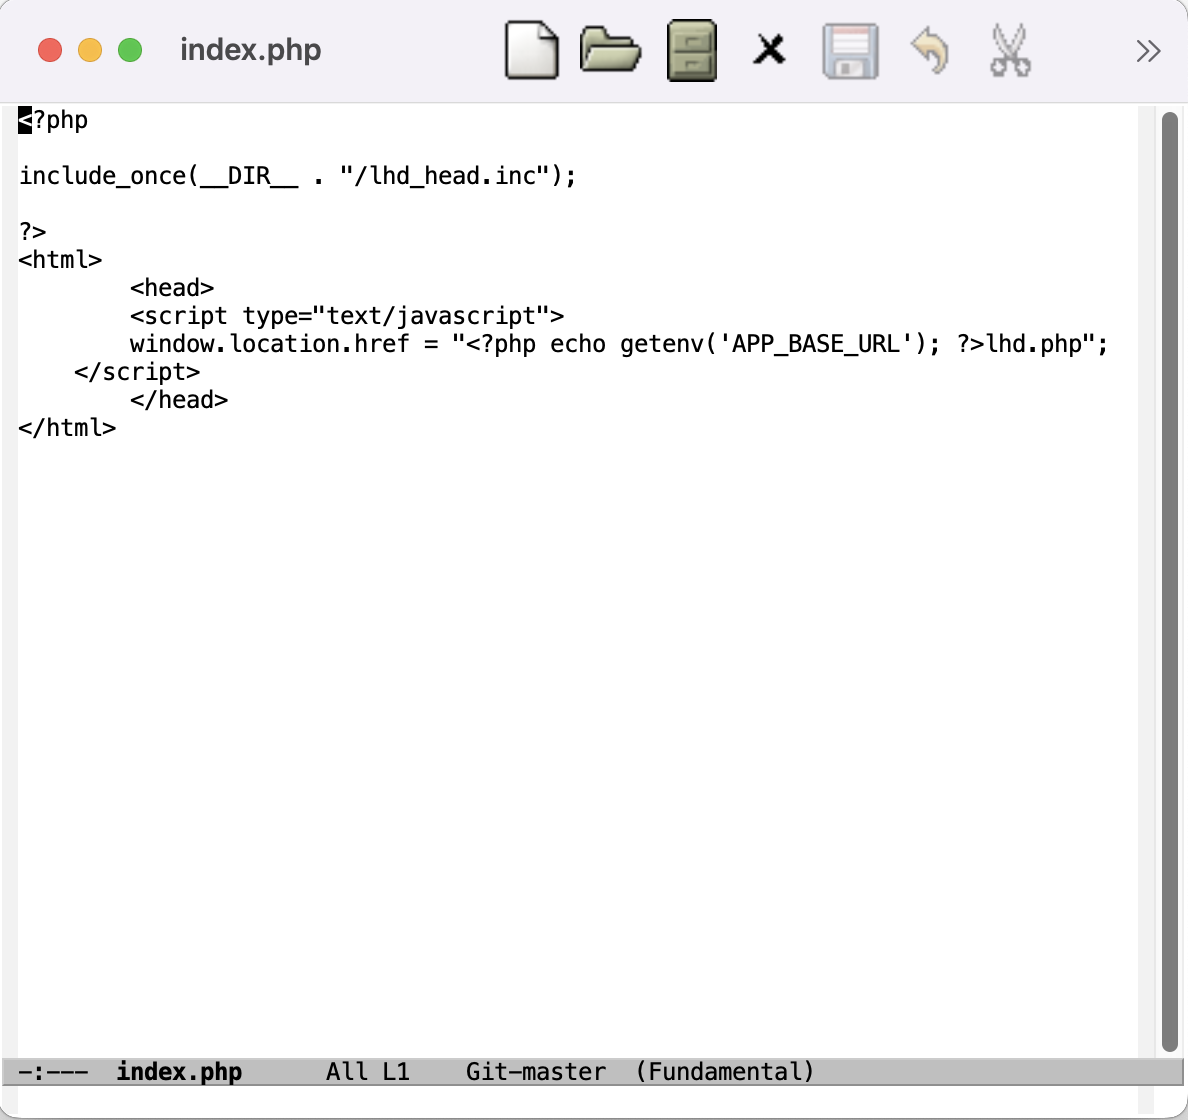 index.php
<?php
include_once(__DIR__ . "/lhd_head.inc");
?>
<html>
        <head>
        <script type="text/javascript">
        window.location.href = "<?php echo getenv('APP_BASE_URL'); ?>lhd.php";
    </script>
        </head>
</html>
-:--- index.php All L1 Git-master (Fundamental)